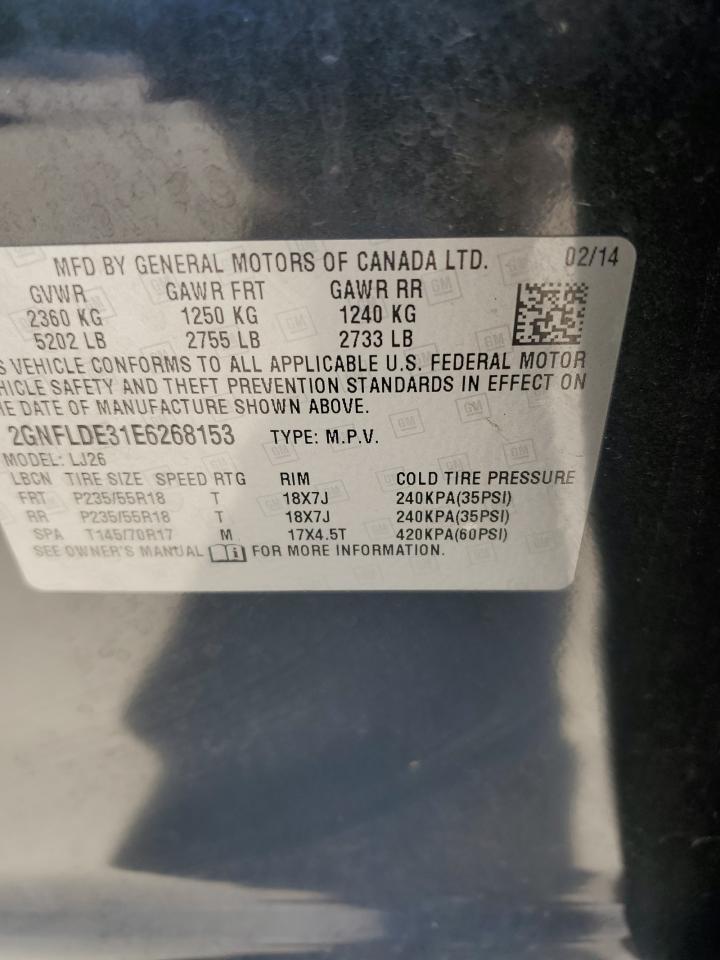 MFD BY GENERAL MOTORS OF CANADA LTD. 02/14
GVWR GAWR FRT GAWR RR
2360 KG 1250 KG 1240 KG
5202 LB 2755 LB 2733 LB
S VEHICLE CONFORMS TO ALL APPLICABLE U.S. FEDERAL MOTOR
HICLE SAFETY AND THEFT PREVENTION STANDARDS IN EFFECT ON
HE DATE OF MANUFACTURE SHOWN ABOVE.
2GNFLDE31E6268153 TYPE: M.P.V.
MODEL: LJ26
LBCN TIRE SIZE SPEED RTG RIM COLD TIRE PRESSURE
FRT P235/55R18 T 18X7J 240KPA(35PSI)
RR P235/55R18 T 18X7J 240KPA(35PSI)
SPA T145/70R17 M 17X4.5T 420KPA(60PSI)
SEE OWNER'S MANUAL i FOR MORE INFORMATION.